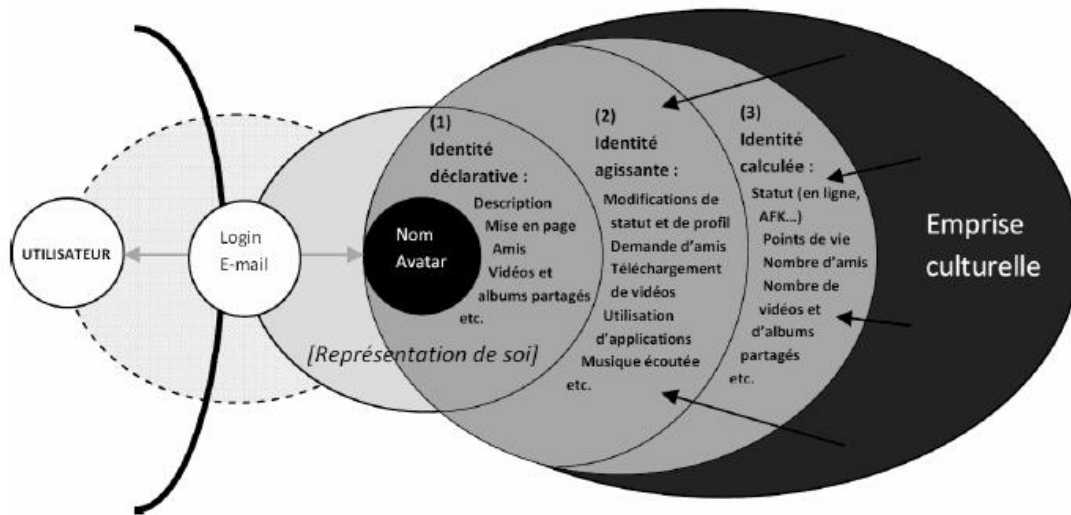 UTILISATEUR
Login
E-mail
Nom
Avatar
(1)
Identité
déclarative :
Description
Mise en page
Amis
Vidéos et
albums partagés
etc.
[Représentation de soi]
(2)
Identité
agissante :
Modifications de
statut et de profil
Demande d'amis
Téléchargement
de vidéos
Utilisation
d'applications
Musique écoutée
etc.
(3)
Identité
calculée :
Statut (en ligne,
AFK...)
Points de vie
Nombre d'amis
Nombre de
vidéos et
d'albums
partagés
etc.
Emprise
culturelle